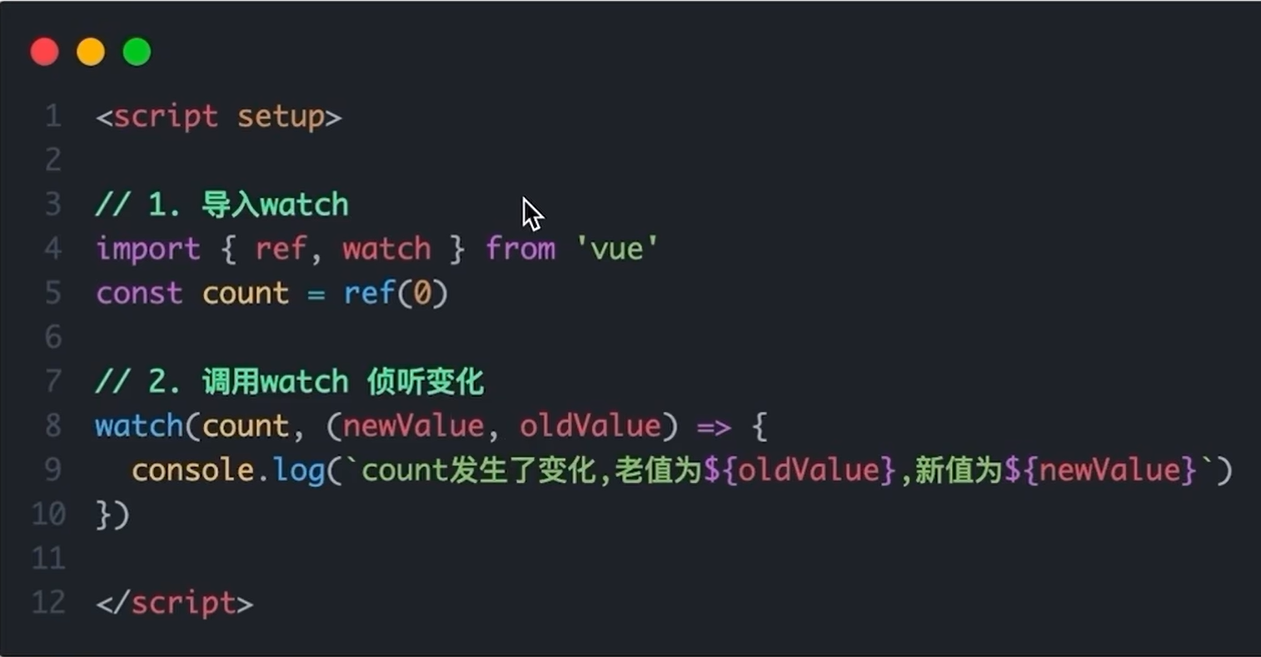 1 <script setup>
2
3 // 1. 导入watch
4 import { ref, watch } from 'vue'
5 const count = ref(0)
6
7 // 2. 调用watch 侦听变化
8 watch(count, (newValue, oldValue) => {
9   console.log(`count发生了变化,老值为${oldValue},新值为${newValue}`)
10 })
11
12 </script>